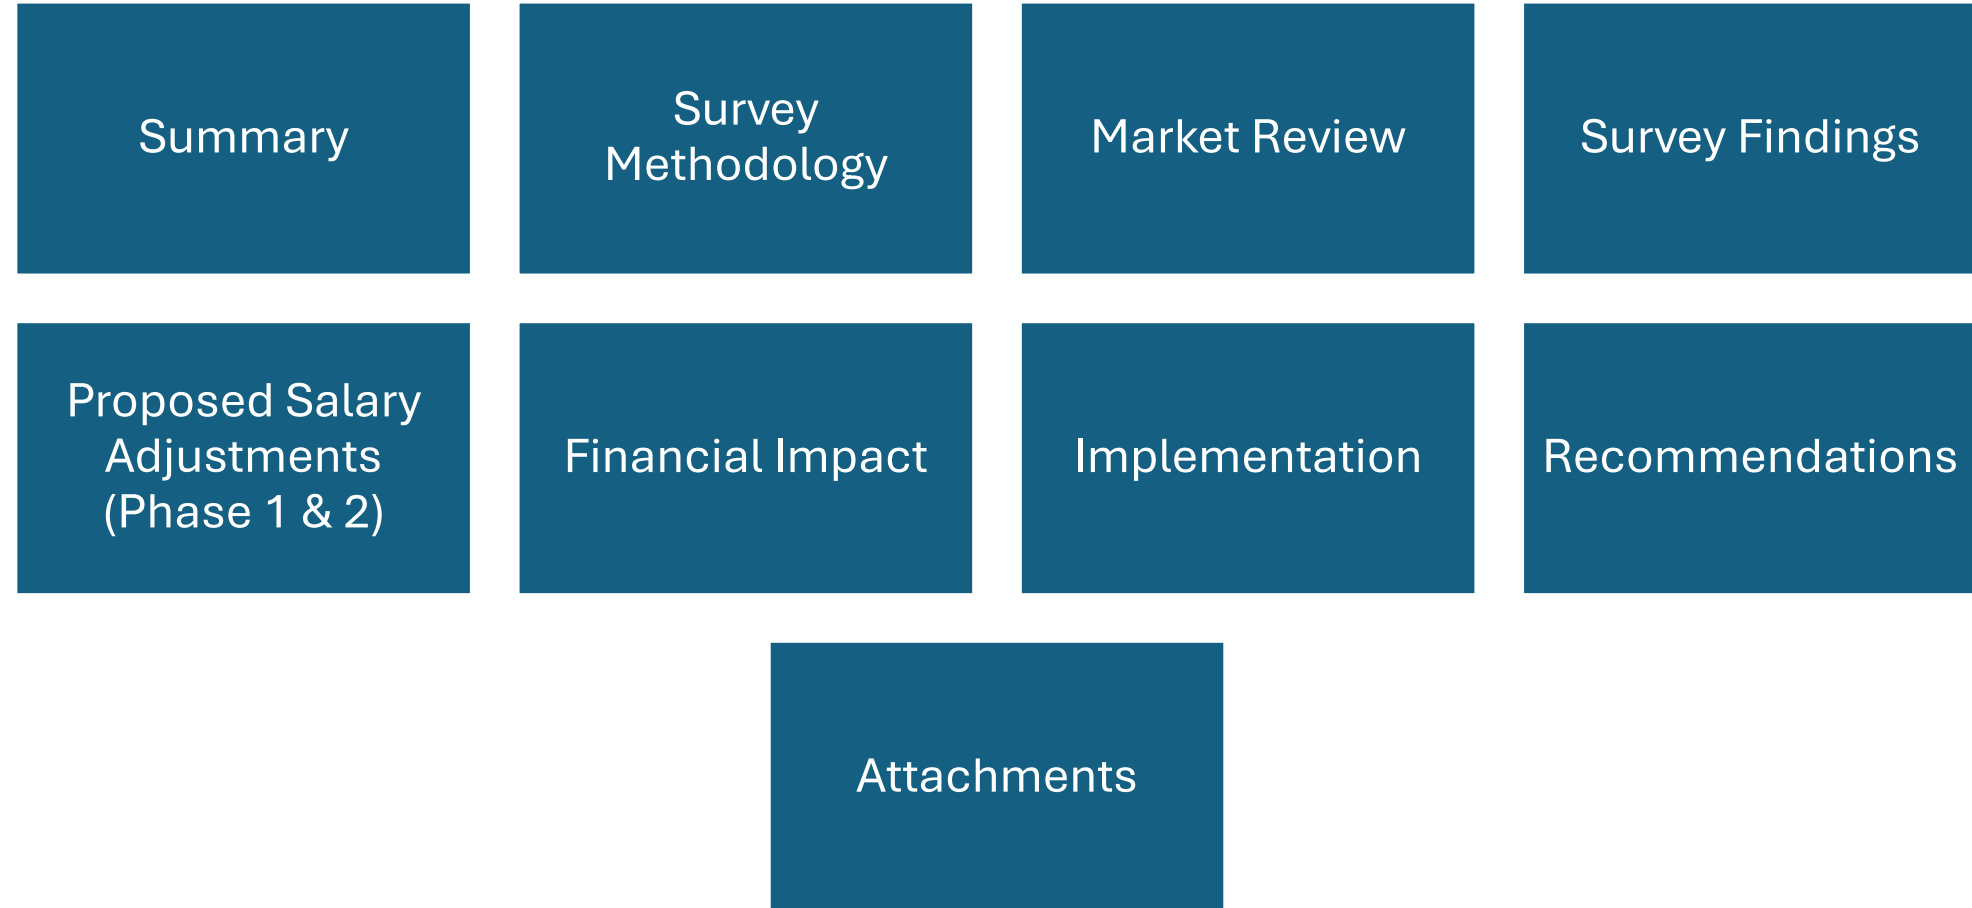 Summary
Survey
Methodology
Market Review
Survey Findings
Proposed Salary
Adjustments
(Phase 1 & 2)
Financial Impact
Implementation
Recommendations
Attachments